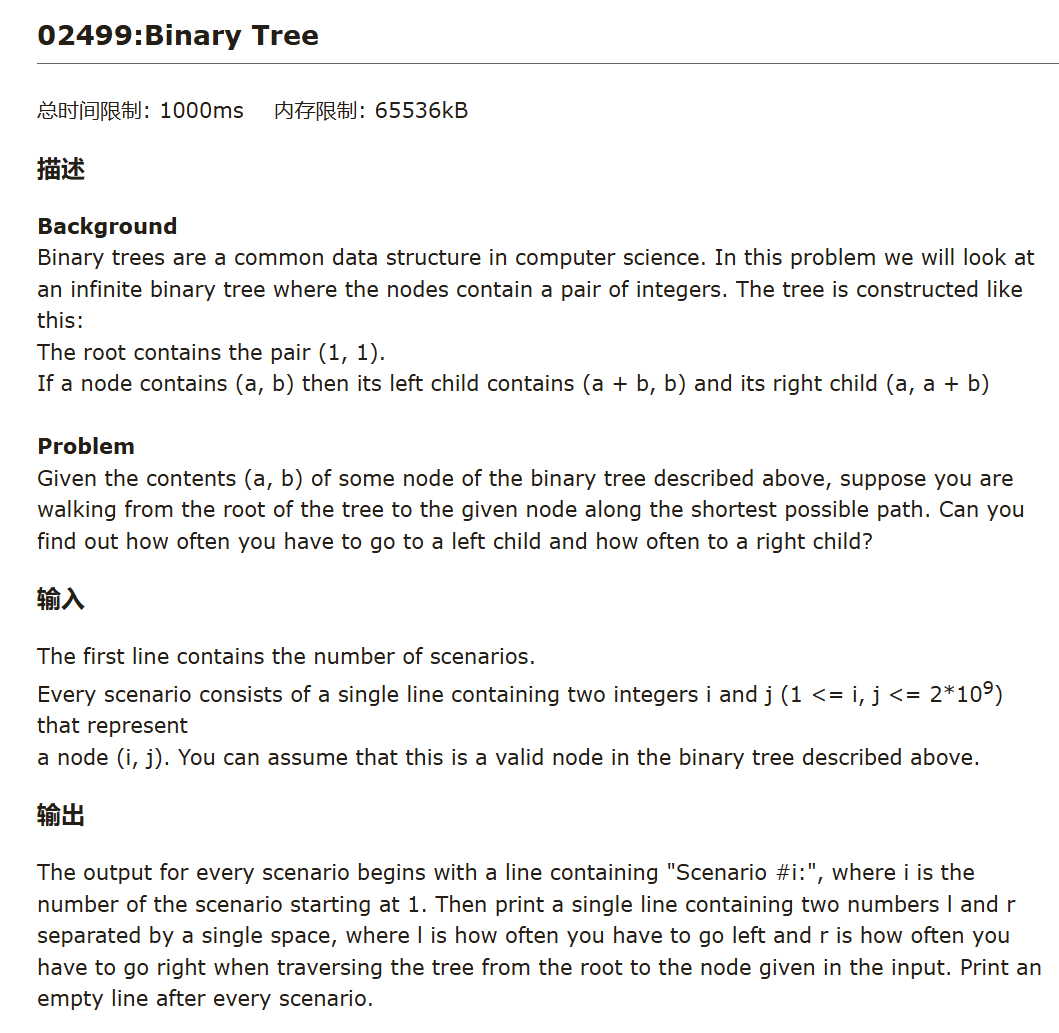 02499:Binary Tree
总时间限制: 1000ms 内存限制: 65536kB
描述
Background
Binary trees are a common data structure in computer science. In this problem we will look at
an infinite binary tree where the nodes contain a pair of integers. The tree is constructed like
this:
The root contains the pair (1, 1).
If a node contains (a, b) then its left child contains (a + b, b) and its right child (a, a + b)
Problem
Given the contents (a, b) of some node of the binary tree described above, suppose you are
walking from the root of the tree to the given node along the shortest possible path. Can you
find out how often you have to go to a left child and how often to a right child?
输入
The first line contains the number of scenarios.
Every scenario consists of a single line containing two integers i and j (1 <= i, j <= 2*10⁹)
that represent
a node (i, j). You can assume that this is a valid node in the binary tree described above.
输出
The output for every scenario begins with a line containing "Scenario #i:", where i is the
number of the scenario starting at 1. Then print a single line containing two numbers l and r
separated by a single space, where l is how often you have to go left and r is how often you
have to go right when traversing the tree from the root to the node given in the input. Print an
empty line after every scenario.